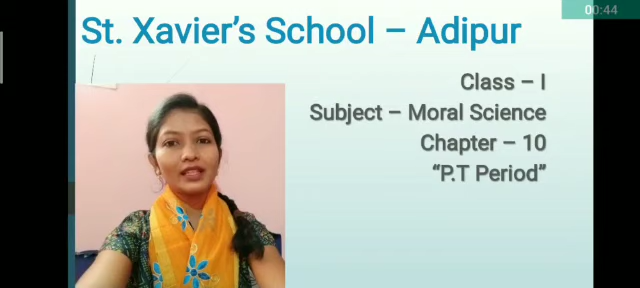 00:44
St. Xavier’s School – Adipur
Class – I
Subject – Moral Science
Chapter – 10
“P.T Period”